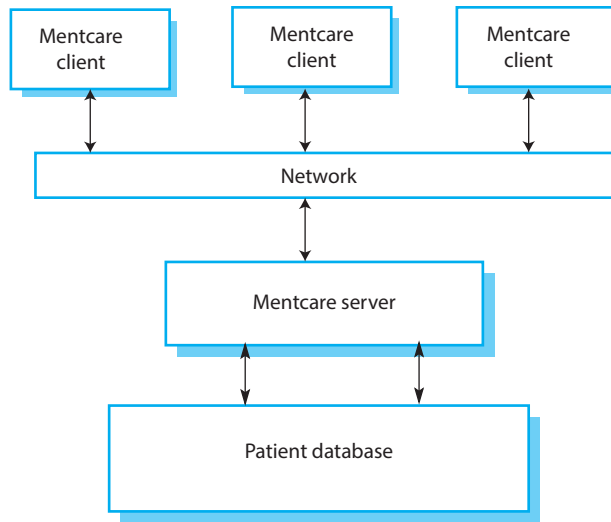 Mentcare
client
Mentcare
client
Mentcare
client
Network
Mentcare server
Patient database